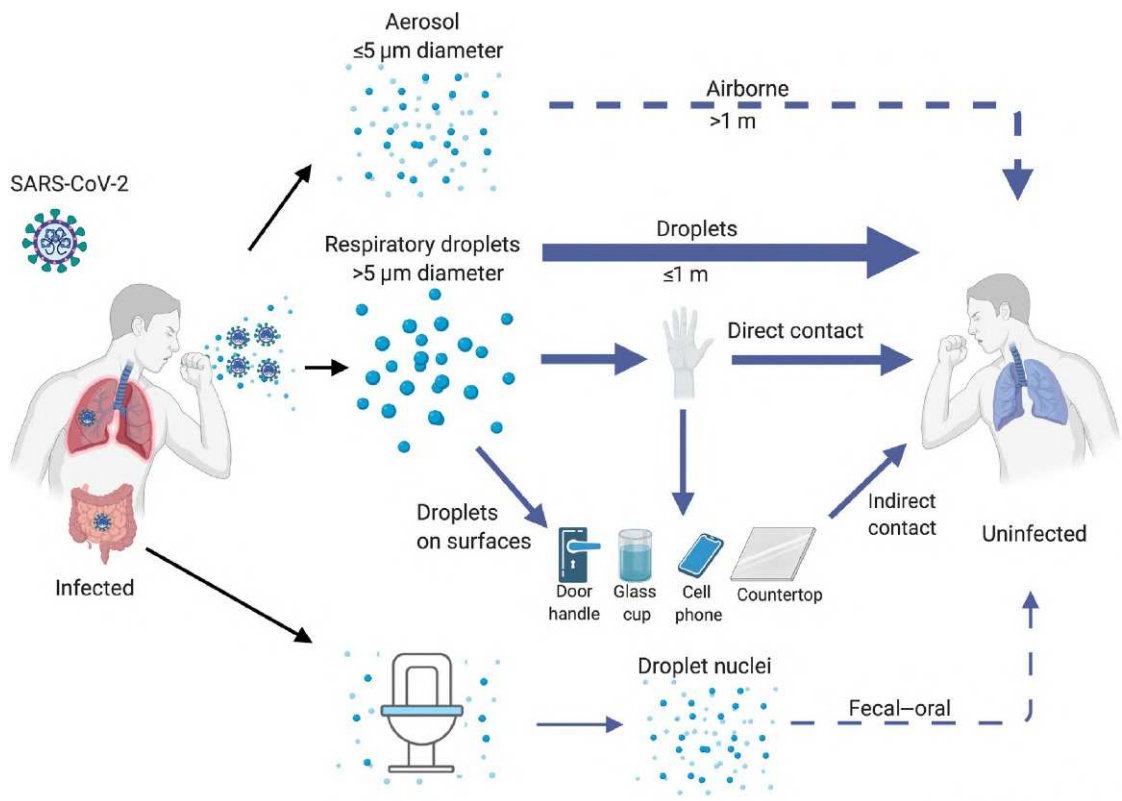 Aerosol
≤5 μm diameter
Airborne
>1 m
SARS-CoV-2
Respiratory droplets
>5 μm diameter
Droplets
≤1 m
Direct contact
Droplets
on surfaces
Indirect
contact
Uninfected
Infected
Door
handle
Glass
cup
Cell
phone
Countertop
Droplet nuclei
Fecal–oral